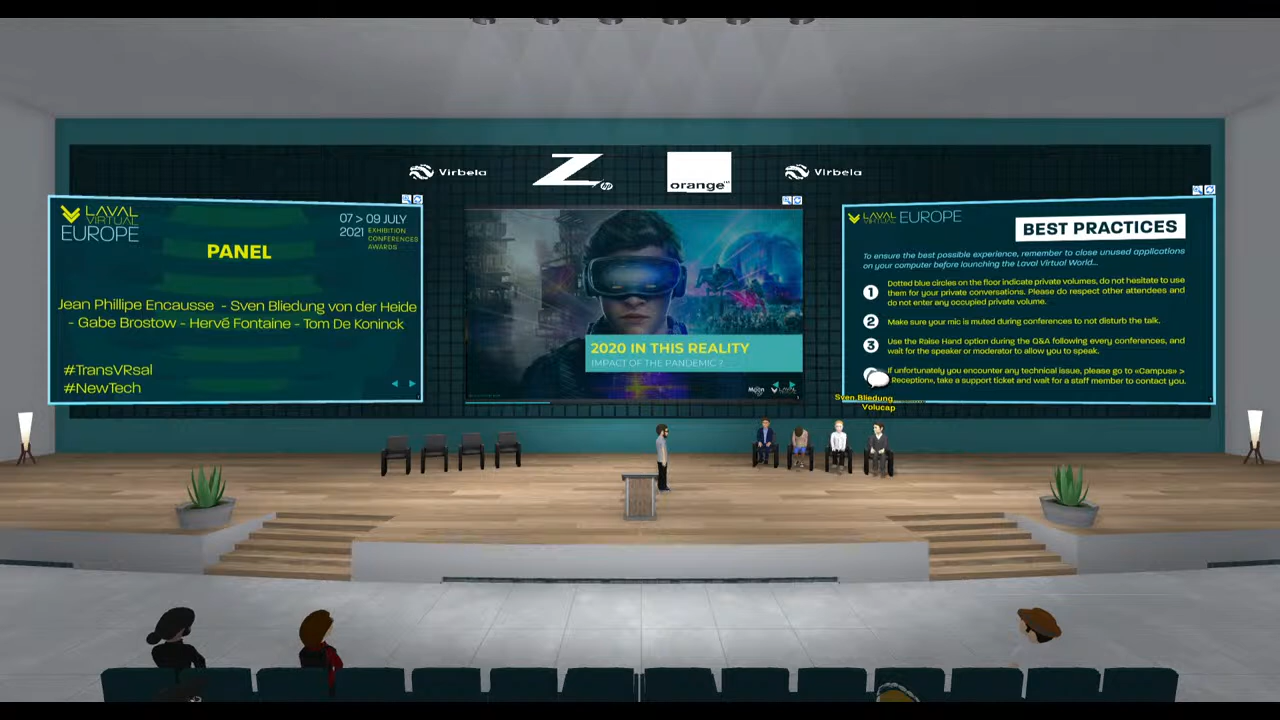 Virbela
Z
hp
orange™
Virbela
LAVAL
VIRTUAL
EUROPE
07 > 09 JULY
2021 EXHIBITION
CONFERENCES
AWARDS
PANEL
Jean Phillipe Encausse - Sven Bliedung von der Heide
- Gabe Brostow - Hervé Fontaine - Tom De Koninck
#TransVRsal
#NewTech
2020 IN THIS REALITY
IMPACT OF THE PANDEMIC ?
LAVAL
VIRTUAL
EUROPE
BEST PRACTICES
To ensure the best possible experience, remember to close unused applications
on your computer before launching the Laval Virtual World...
1 Dotted blue circles on the floor indicate private volumes, do not hesitate to use
them for your private conversations. Please do respect other attendees and
do not enter any occupied private volume.
2 Make sure your mic is muted during conferences to not disturb the talk.
3 Use the Raise Hand option during the Q&A following every conferences, and
wait for the speaker or moderator to allow you to speak.
If unfortunately you encounter any technical issue, please go to «Campus >
Reception», take a support ticket and wait for a staff member to contact you.
Sven Bliedung
Volucap